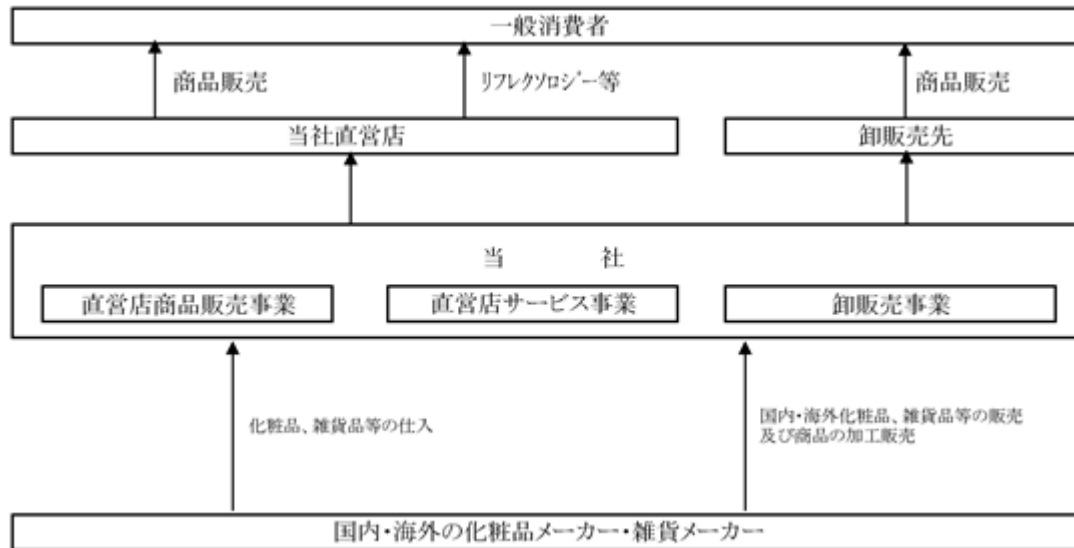 一般消費者
商品販売
リフレクソロジー等
商品販売
当社直営店
卸販売先
当 社
直営店商品販売事業
直営店サービス事業
卸販売事業
化粧品、雑貨品等の仕入
国内・海外化粧品、雑貨品等の販売
及び商品の加工販売
国内・海外の化粧品メーカー・雑貨メーカー